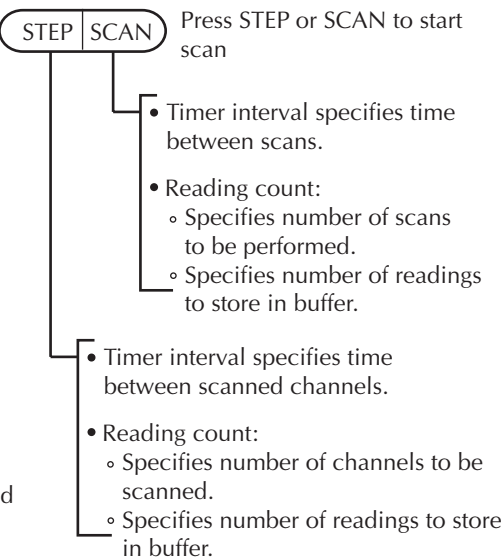 STEP SCAN
Press STEP or SCAN to start
scan
• Timer interval specifies time
between scans.
• Reading count:
∘ Specifies number of scans
to be performed.
∘ Specifies number of readings
to store in buffer.
• Timer interval specifies time
between scanned channels.
• Reading count:
∘ Specifies number of channels to be
scanned.
∘ Specifies number of readings to store
in buffer.